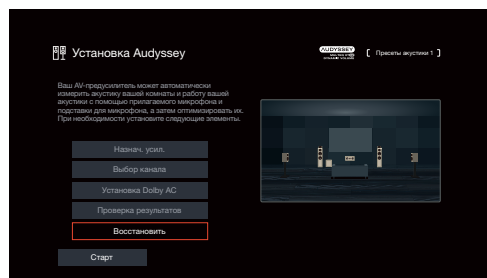 Установка Audyssey
AUDYSSEY
[ Пресеты акустики 1 ]
Ваш AV-предусилитель может автоматически
измерить акустику вашей комнаты и работу вашей
акустики с помощью прилагаемого микрофона и
подставки для микрофона, а затем оптимизировать их.
При необходимости установите следующие элементы.
Назнач. усил.
Выбор канала
Установка Dolby AC
Проверка результатов
Восстановить
Старт